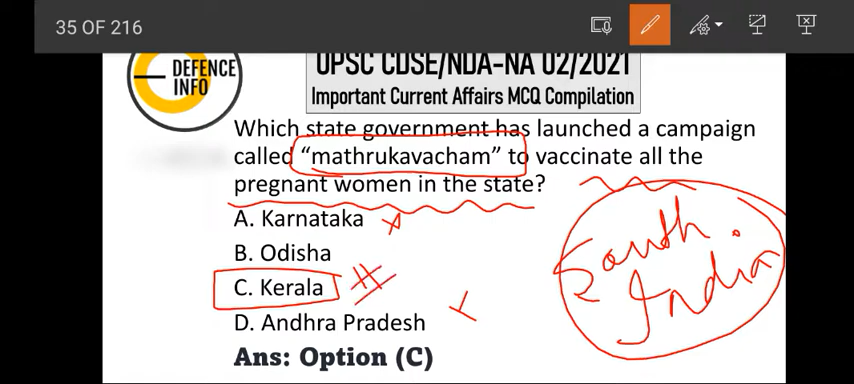 35 OF 216
DEFENCE
INFO
UPSC CDSE/NDA-NA 02/2021
Important Current Affairs MCQ Compilation
Which state government has launched a campaign
called “mathrukavacham” to vaccinate all the
pregnant women in the state?
A. Karnataka
B. Odisha
C. Kerala
D. Andhra Pradesh
Ans: Option (C)
South
India